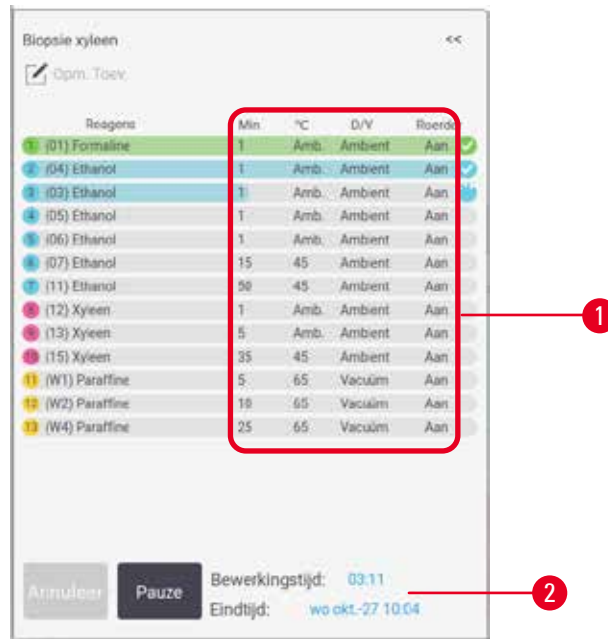 Biopsie xyleen <<
Opm. Toev.
Reagens Min °C D/V Roerder
1 (01) Formaline 1 Amb. Ambient Aan
2 (04) Ethanol 1 Amb. Ambient Aan
3 (03) Ethanol 1 Amb. Ambient Aan
4 (05) Ethanol 1 Amb. Ambient Aan
5 (06) Ethanol 1 Amb. Ambient Aan
6 (07) Ethanol 15 45 Ambient Aan
7 (11) Ethanol 50 45 Ambient Aan
8 (12) Xyleen 1 Amb. Ambient Aan
9 (13) Xyleen 5 Amb. Ambient Aan
10 (15) Xyleen 35 45 Ambient Aan
11 (W1) Paraffine 5 65 Vacuüm Aan
12 (W2) Paraffine 10 65 Vacuüm Aan
13 (W4) Paraffine 25 65 Vacuüm Aan
1
Annuleer Pauze
Bewerkingstijd: 03:11
Eindtijd: wo okt.-27 10:04
2